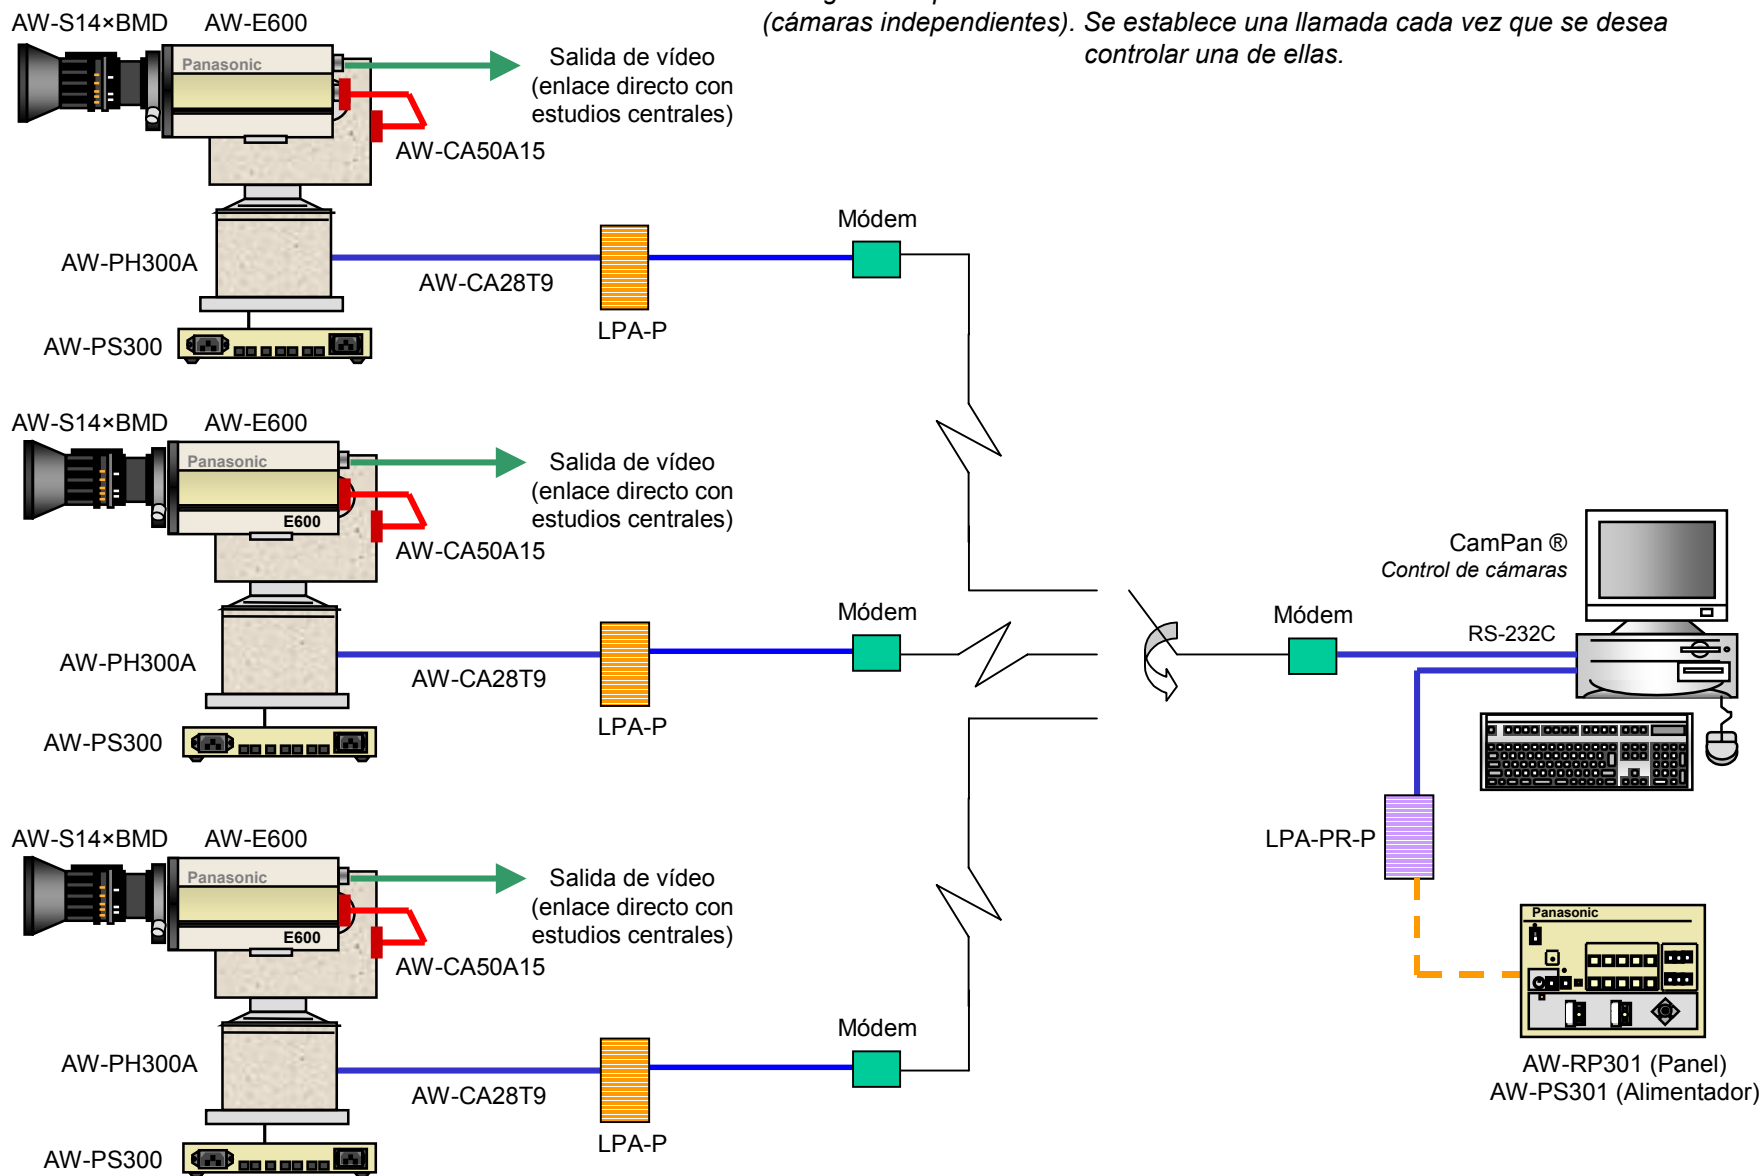 (cámaras independientes). Se establece una llamada cada vez que se desea
controlar una de ellas.
AW-S14×BMD
AW-E600
Panasonic
Salida de vídeo
(enlace directo con
estudios centrales)
AW-CA50A15
AW-PH300A
AW-CA28T9
LPA-P
Módem
AW-PS300
AW-S14×BMD
AW-E600
Panasonic
E600
Salida de vídeo
(enlace directo con
estudios centrales)
AW-CA50A15
AW-PH300A
AW-CA28T9
LPA-P
Módem
AW-PS300
CamPan ®
Control de cámaras
Módem
RS-232C
LPA-PR-P
Panasonic
AW-RP301 (Panel)
AW-PS301 (Alimentador)
AW-S14×BMD
AW-E600
Panasonic
E600
Salida de vídeo
(enlace directo con
estudios centrales)
AW-CA50A15
AW-PH300A
AW-CA28T9
LPA-P
Módem
AW-PS300